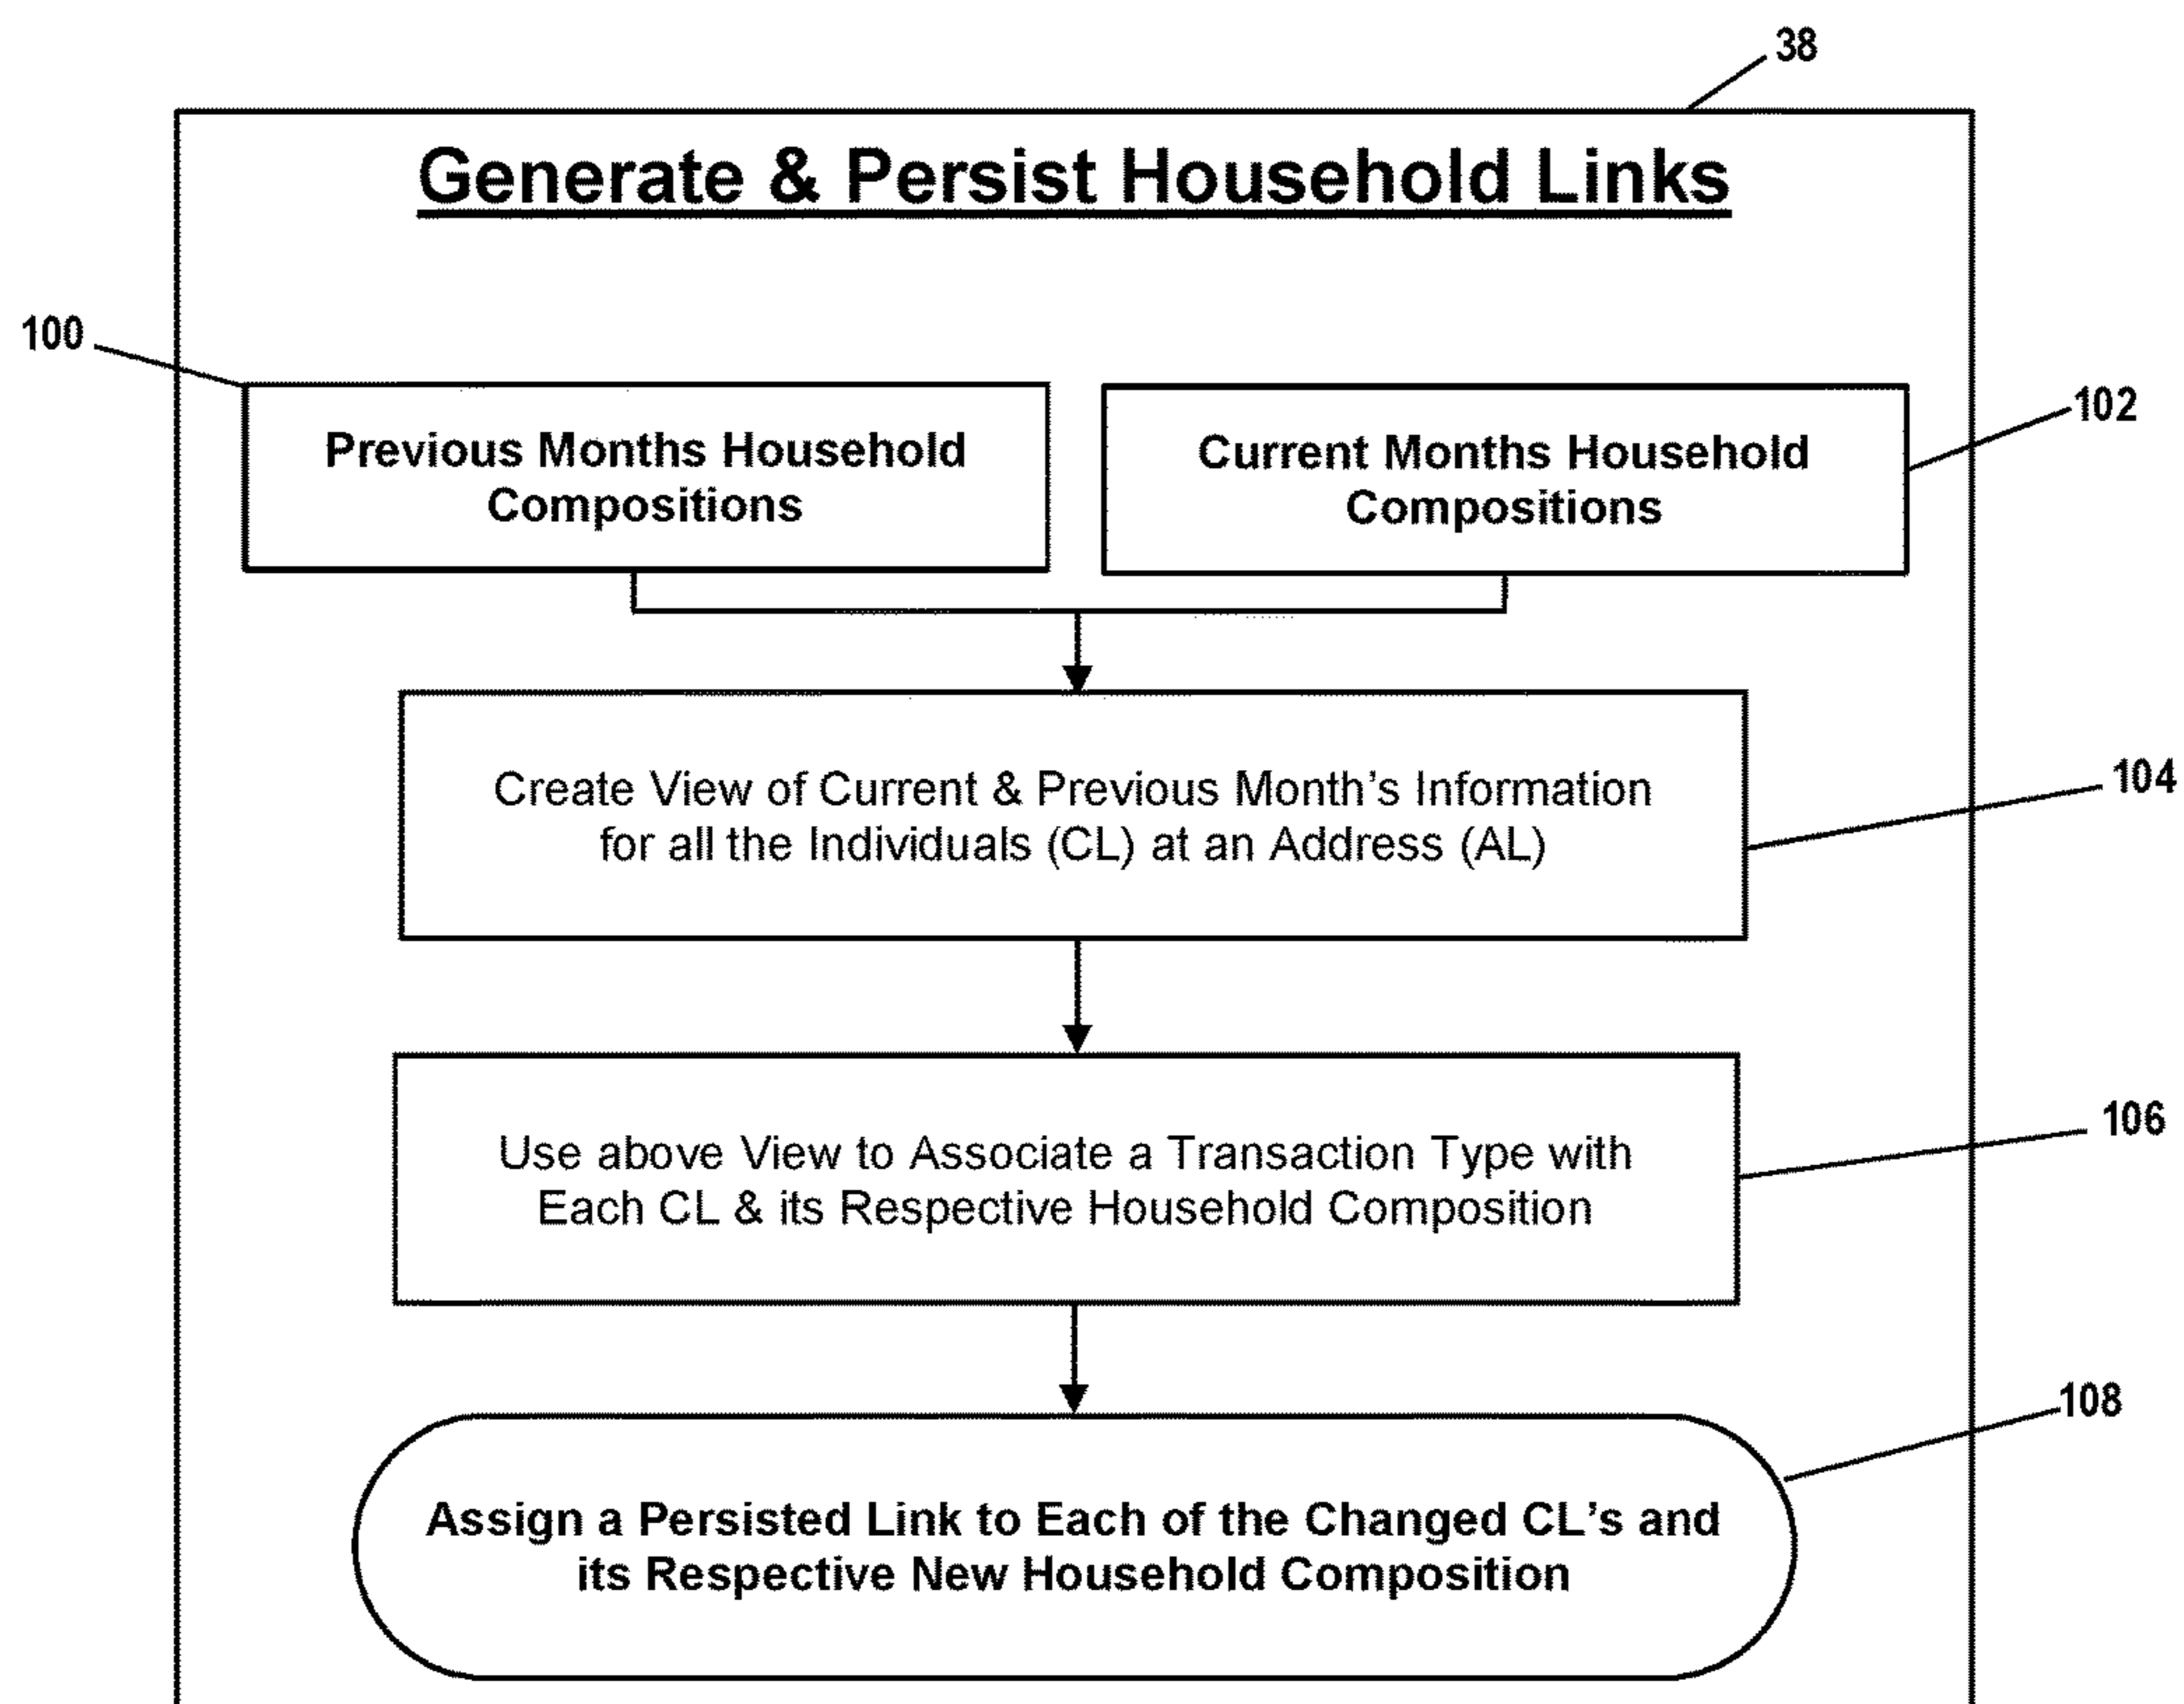 38
Generate & Persist Household Links
100
Previous Months Household
Compositions
Current Months Household
Compositions
102
Create View of Current & Previous Month's Information
for all the Individuals (CL) at an Address (AL)
104
Use above View to Associate a Transaction Type with
Each CL & its Respective Household Composition
106
Assign a Persisted Link to Each of the Changed CL's and
its Respective New Household Composition
108